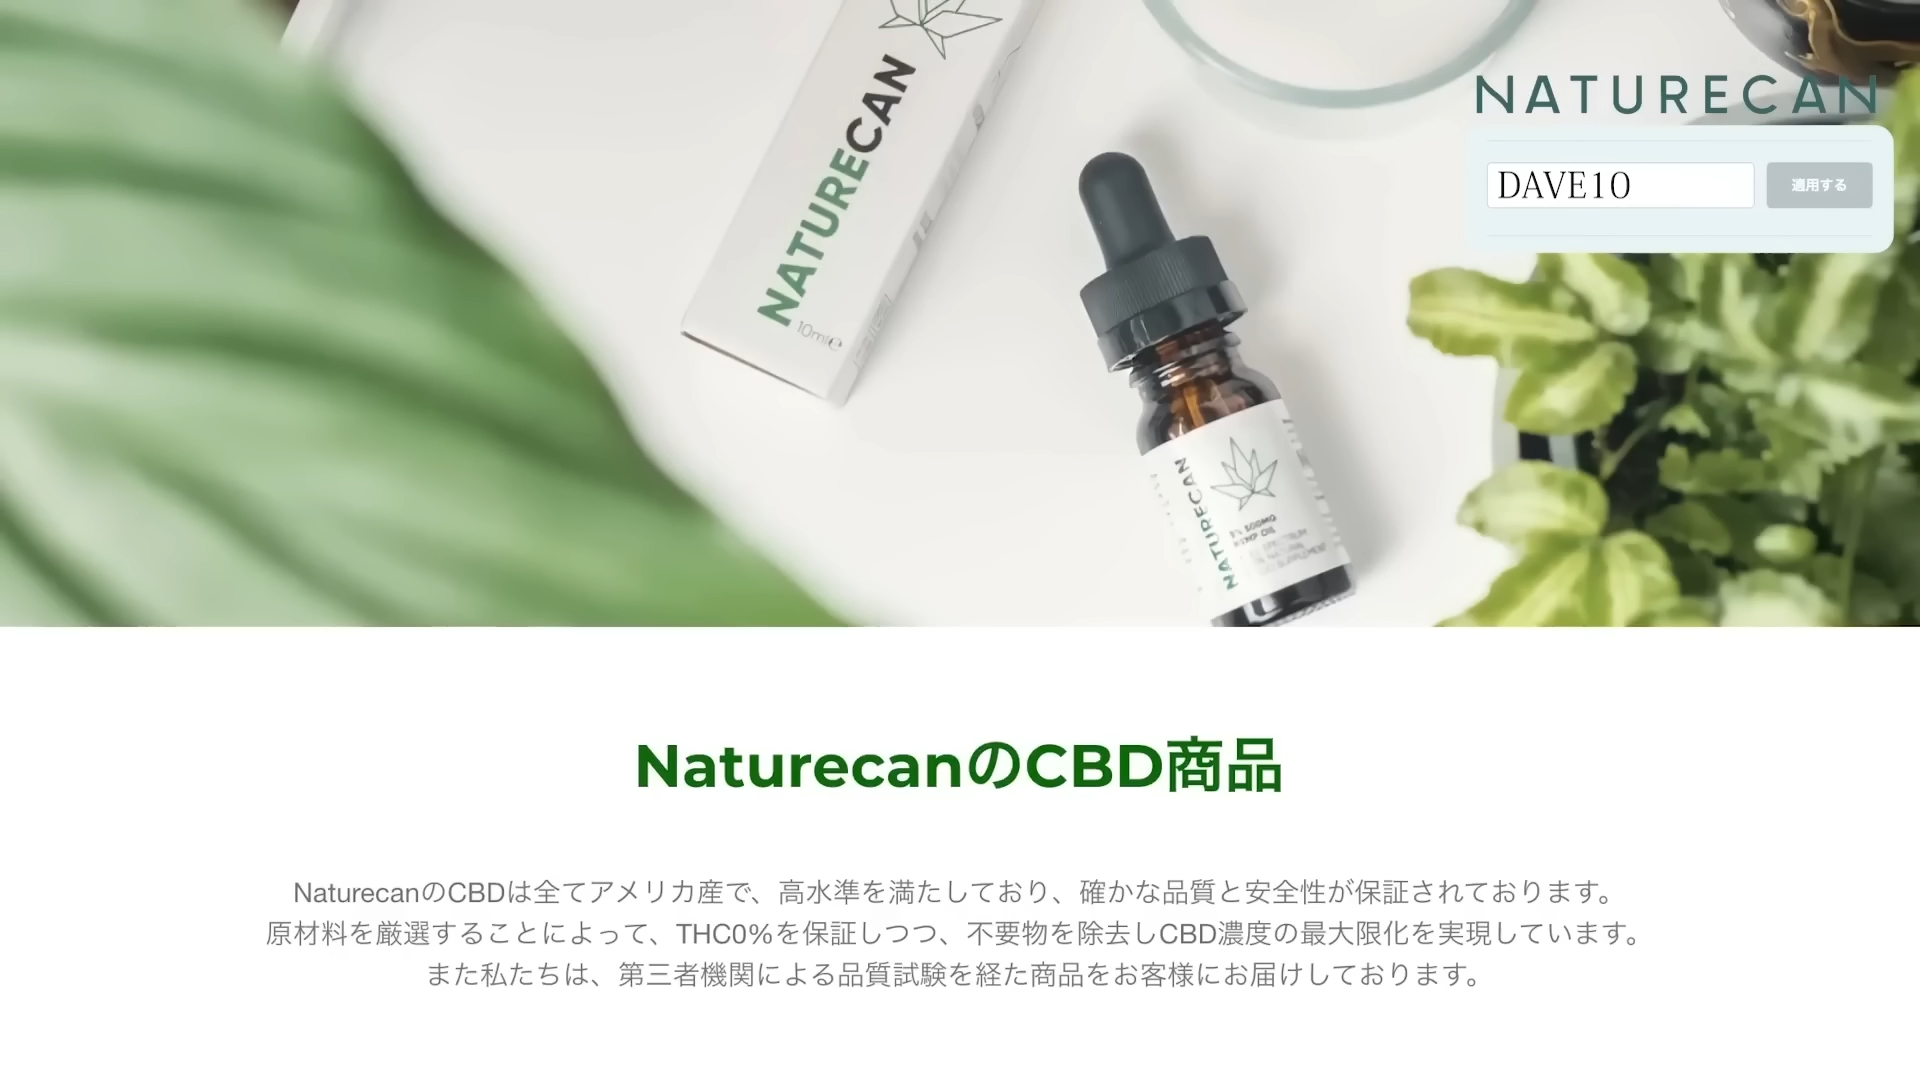 NATURECAN
10ml e
NATURECAN
DAVE10
適用する
NATURECAN
500MG
HEMP OIL
NaturecanのCBD商品
NaturecanのCBDは全てアメリカ産で、高水準を満たしており、確かな品質と安全性が保証されております。
原材料を厳選することによって、THC0%を保証しつつ、不要物を除去しCBD濃度の最大限化を実現しています。
また私たちは、第三者機関による品質試験を経た商品をお客様にお届けしております。